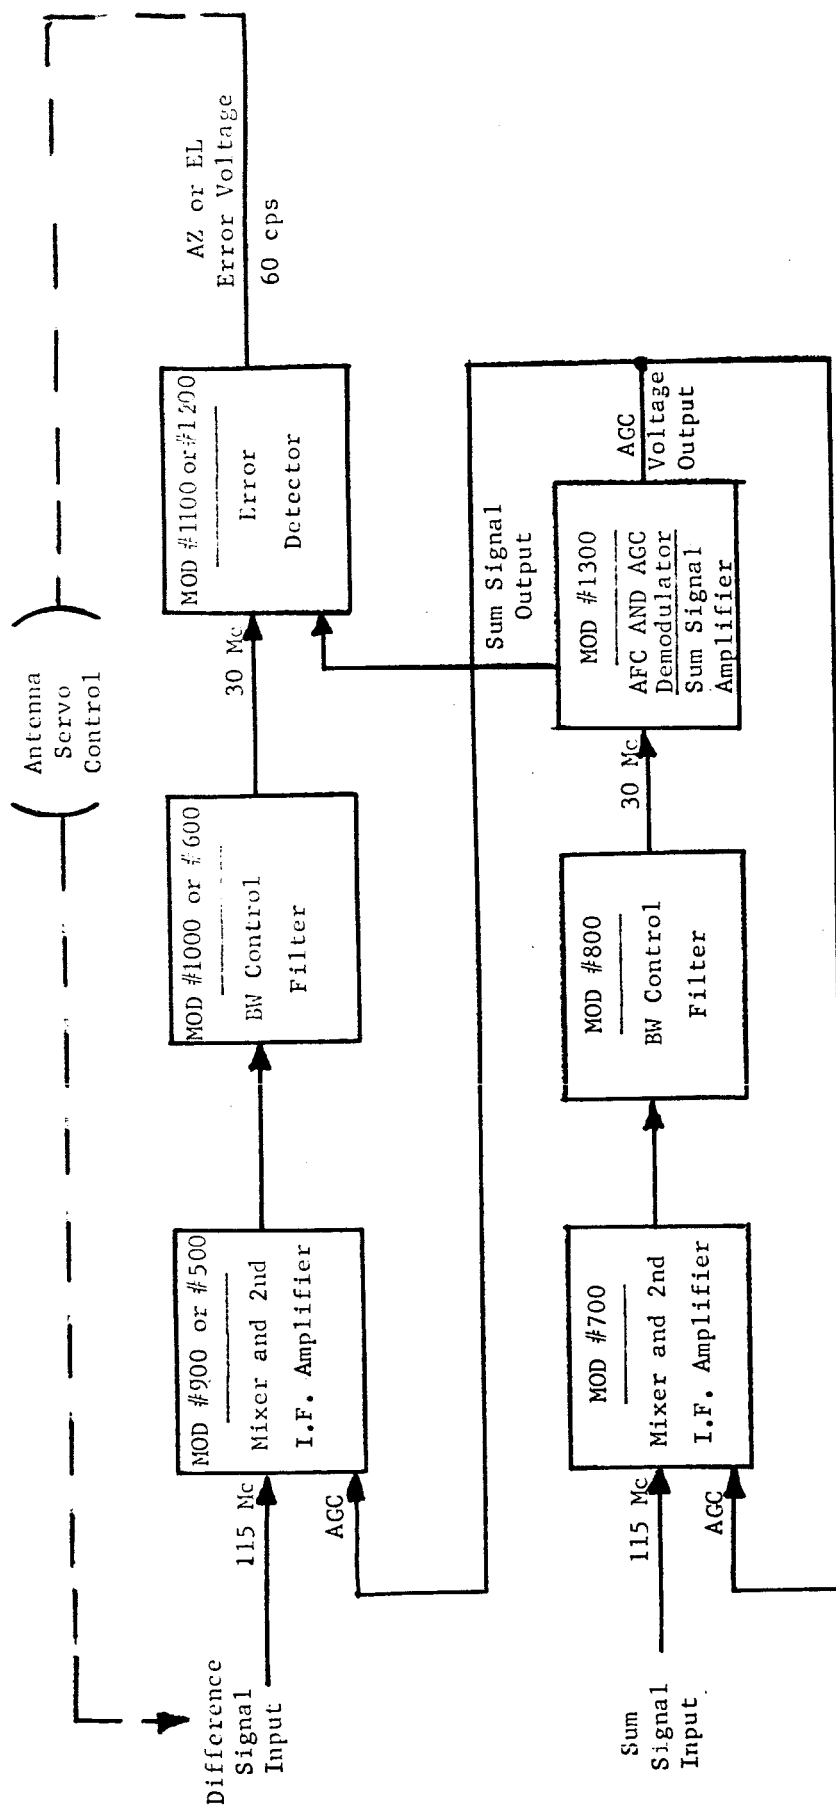 Antenna
Servo
Control
Difference
Signal
Input
115 Mc
AGC
MOD #900 or #500
Mixer and 2nd
I.F. Amplifier
MOD #1000 or #600
BW Control
Filter
30 Mc
MOD #1100 or #1200
Error
Detector
AZ or EL
Error Voltage
60 cps
Sum Signal
Output
Sum
Signal
Input
115 Mc
AGC
MOD #700
Mixer and 2nd
I.F. Amplifier
MOD #800
BW Control
Filter
30 Mc
MOD #1300
AFC AND AGC
Demodulator
Sum Signal
Amplifier
AGC
Voltage
Output